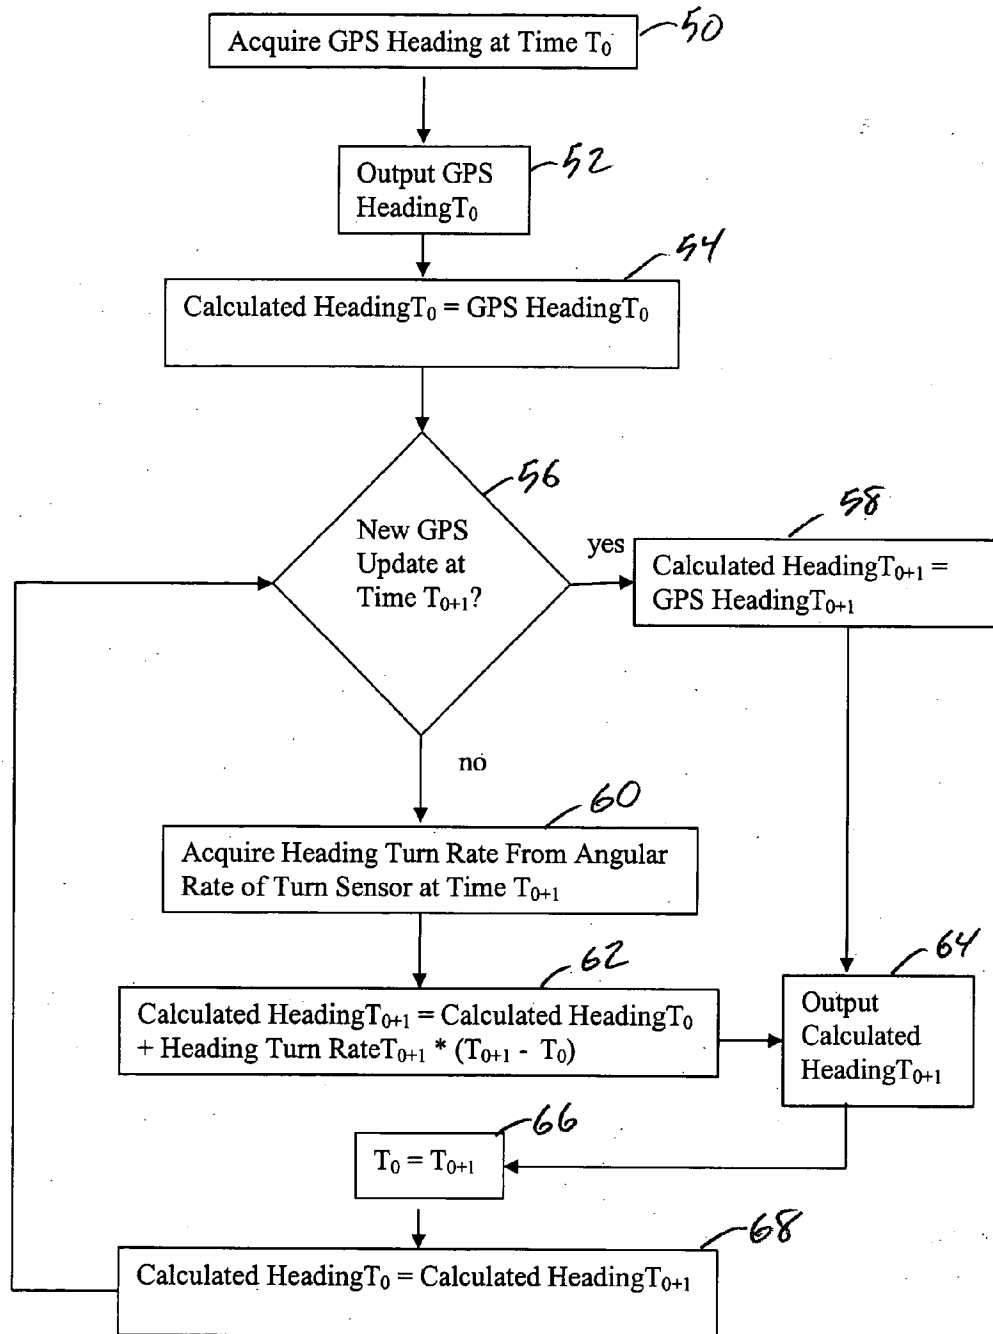 Acquire GPS Heading at Time T₀
50
Output GPS
HeadingT₀
52
54
Calculated HeadingT₀ = GPS HeadingT₀
56
New GPS
Update at
Time T₀₊₁?
yes
58
Calculated HeadingT₀₊₁ =
GPS HeadingT₀₊₁
no
60
Acquire Heading Turn Rate From Angular
Rate of Turn Sensor at Time T₀₊₁
62
Calculated HeadingT₀₊₁ = Calculated HeadingT₀
+ Heading Turn RateT₀₊₁ * (T₀₊₁ - T₀)
64
Output
Calculated
HeadingT₀₊₁
66
T₀ = T₀₊₁
68
Calculated HeadingT₀ = Calculated HeadingT₀₊₁